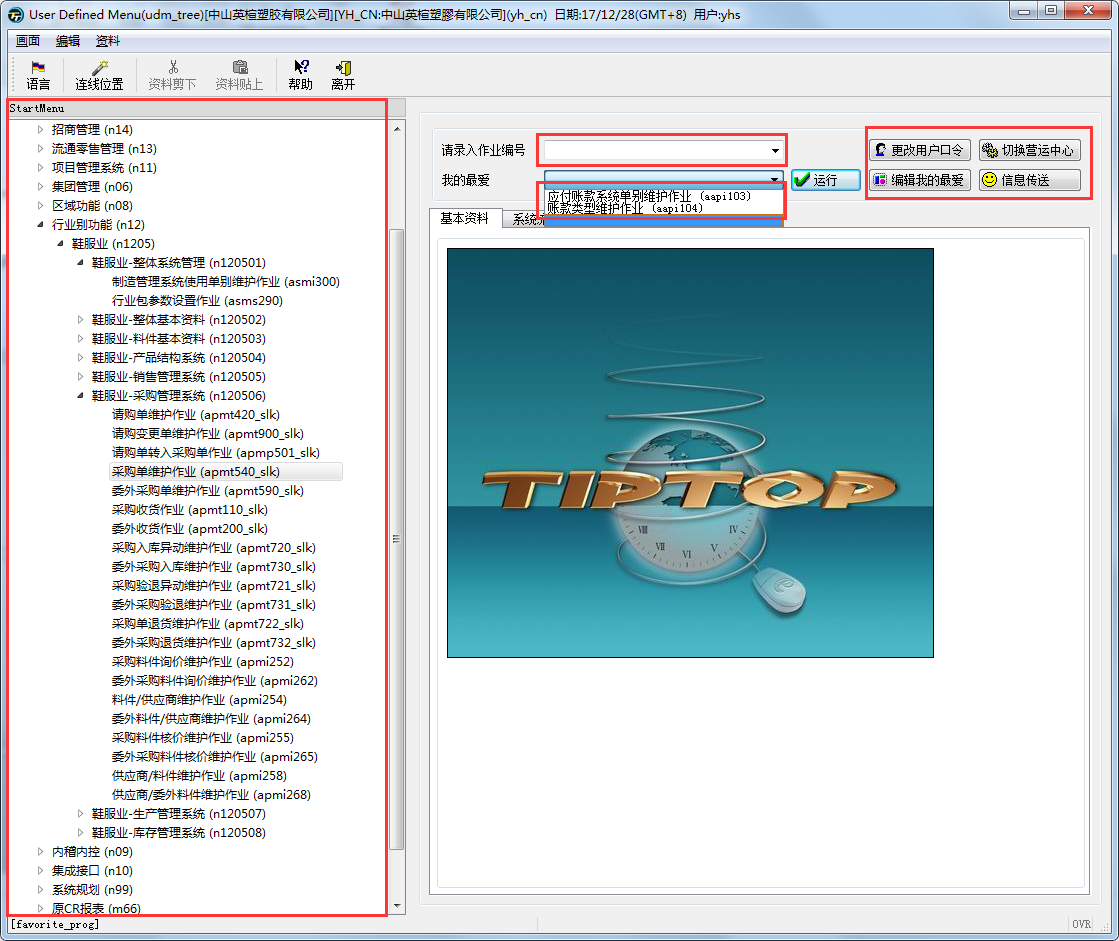 User Defined Menu(udm_tree)[中山英楦塑胶有限公司][YH_CN:中山英楦塑膠有限公司](yh_cn) 日期:17/12/28(GMT+8) 用户:yhs
画面 编辑 资料
语言 连线位置 资料剪下 资料贴上 帮助 离开
StartMenu
招商管理 (n14)
流通零售管理 (n13)
项目管理系统 (n11)
集团管理 (n06)
区域功能 (n08)
行业别功能 (n12)
鞋服业 (n1205)
鞋服业-整体系统管理 (n120501)
制造管理系统使用单别维护作业 (asmi300)
行业包参数设置作业 (asms290)
鞋服业-整体基本资料 (n120502)
鞋服业-料件基本资料 (n120503)
鞋服业-产品结构系统 (n120504)
鞋服业-销售管理系统 (n120505)
鞋服业-采购管理系统 (n120506)
请购单维护作业 (apmt420_slk)
请购变更单维护作业 (apmt900_slk)
请购单转入采购单作业 (apmp501_slk)
采购单维护作业 (apmt540_slk)
委外采购单维护作业 (apmt590_slk)
采购收货作业 (apmt110_slk)
委外收货作业 (apmt200_slk)
采购入库异动维护作业 (apmt720_slk)
委外采购入库维护作业 (apmt730_slk)
采购验退异动维护作业 (apmt721_slk)
委外采购验退维护作业 (apmt731_slk)
采购单退货维护作业 (apmt722_slk)
委外采购退货维护作业 (apmt732_slk)
采购料件询价维护作业 (apmi252)
委外采购料件询价维护作业 (apmi262)
料件/供应商维护作业 (apmi254)
委外料件/供应商维护作业 (apmi264)
采购料件核价维护作业 (apmi255)
委外采购料件核价维护作业 (apmi265)
供应商/料件维护作业 (apmi258)
供应商/委外料件维护作业 (apmi268)
鞋服业-生产管理系统 (n120507)
鞋服业-库存管理系统 (n120508)
内稽内控 (n09)
集成接口 (n10)
系统规划 (n99)
原CR报表 (m66)
请录入作业编号
我的最爱
运行
应付账款系统单别维护作业 (aapi103)
账款类型维护作业 (aapi104)
更改用户口令 切换营运中心
编辑我的最爱 信息传送
基本资料 系统
TIPTOP
VIII VII VI V IV
[favorite_prog]
OVR